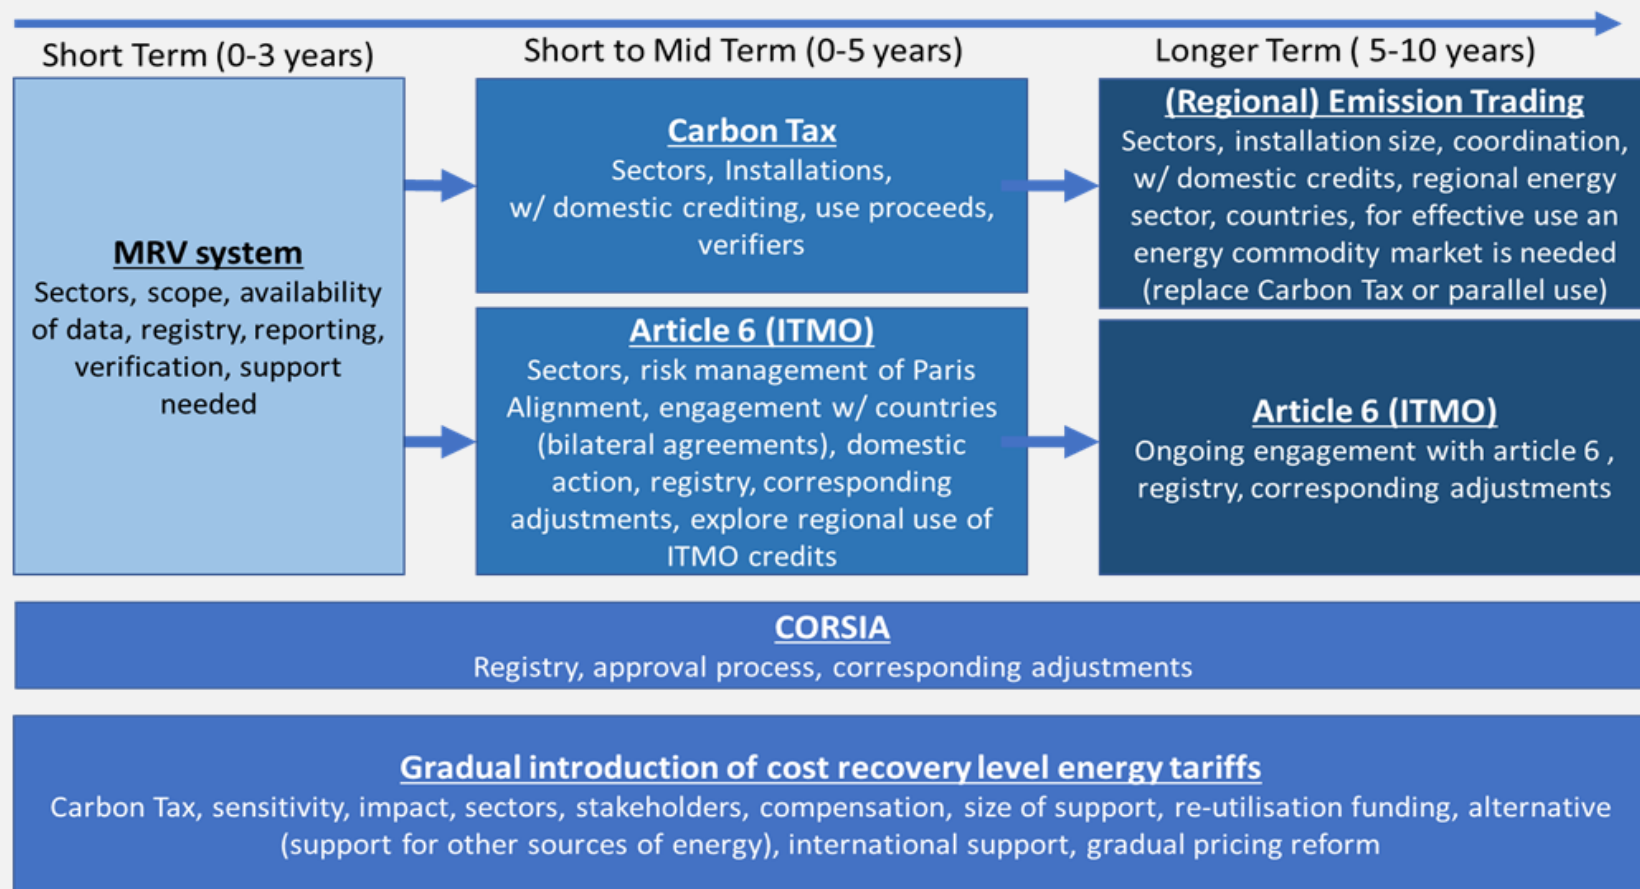 Short Term (0-3 years)
Short to Mid Term (0-5 years)
Longer Term ( 5-10 years)
MRV system
Sectors, scope, availability
of data, registry, reporting,
verification, support
needed
Carbon Tax
Sectors, Installations,
w/ domestic crediting, use proceeds,
verifiers
Article 6 (ITMO)
Sectors, risk management of Paris
Alignment, engagement w/ countries
(bilateral agreements), domestic
action, registry, corresponding
adjustments, explore regional use of
ITMO credits
(Regional) Emission Trading
Sectors, installation size, coordination,
w/ domestic credits, regional energy
sector, countries, for effective use an
energy commodity market is needed
(replace Carbon Tax or parallel use)
Article 6 (ITMO)
Ongoing engagement with article 6 ,
registry, corresponding adjustments
CORSIA
Registry, approval process, corresponding adjustments
Gradual introduction of cost recovery level energy tariffs
Carbon Tax, sensitivity, impact, sectors, stakeholders, compensation, size of support, re-utilisation funding, alternative
(support for other sources of energy), international support, gradual pricing reform